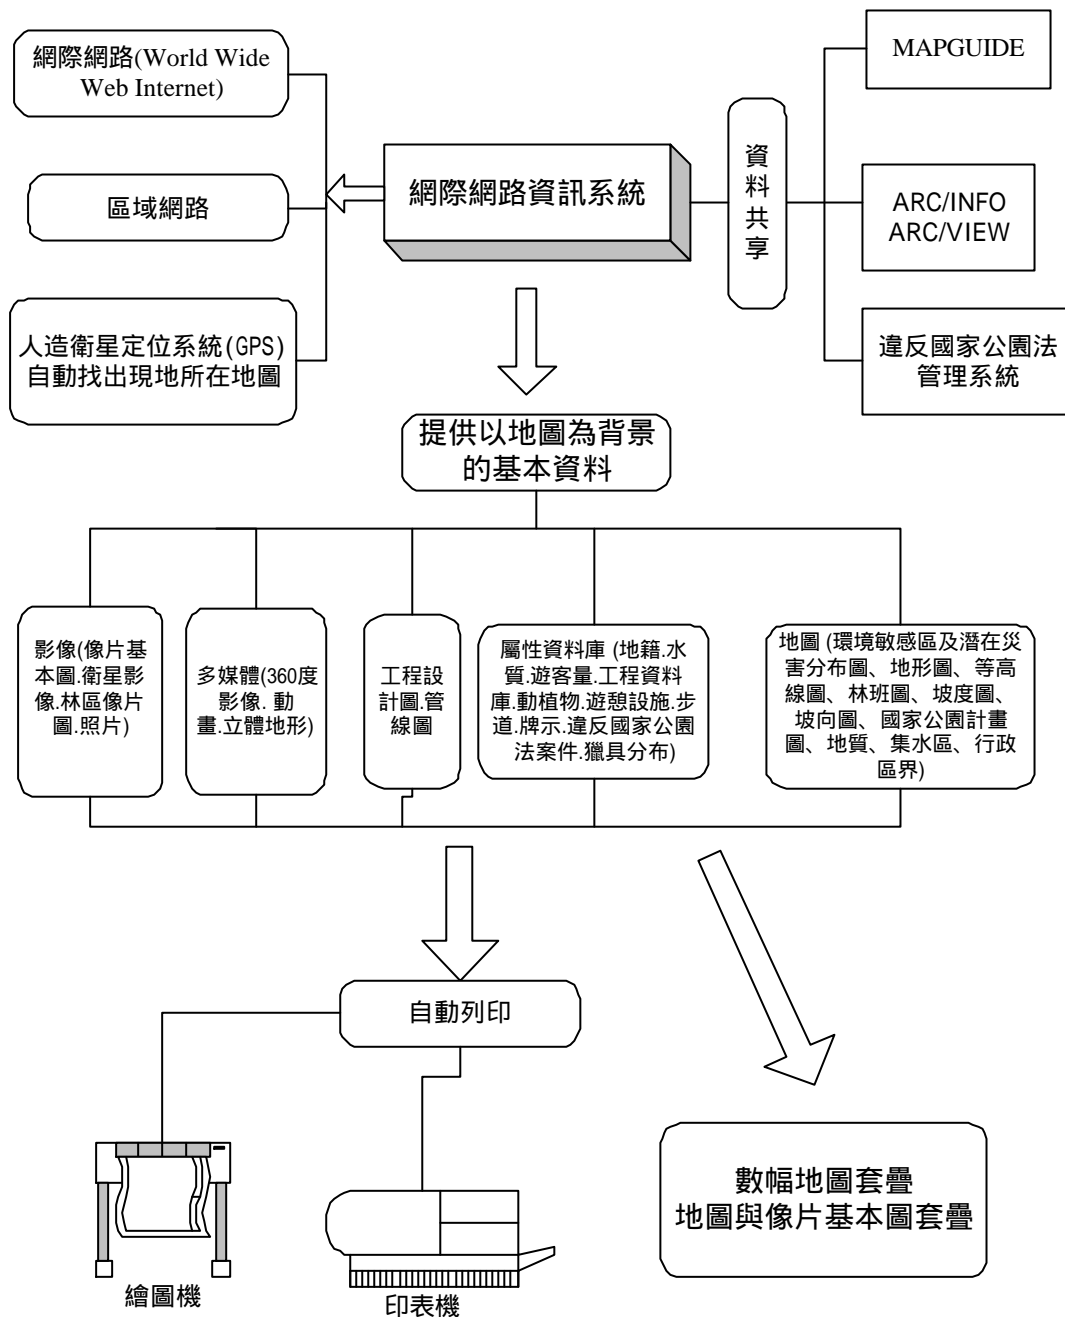 網際網路(World Wide
Web Internet)
區域網路
人造衛星定位系統(GPS)
自動找出現地所在地圖
網際網路資訊系統
資
料
共
享
MAPGUIDE
ARC/INFO
ARC/VIEW
違反國家公園法
管理系統
提供以地圖為背景
的基本資料
影像(像片基
本圖.衛星影
像.林區像片
圖.照片)
多媒體(360度
影像. 動
畫.立體地形)
工程設
計圖.管
線圖
屬性資料庫 (地籍.水
質.遊客量.工程資料
庫.動植物.遊憩設施.步
道.牌示.違反國家公園
法案件.獵具分布)
地圖 (環境敏感區及潛在災
害分布圖、地形圖、等高
線圖、林班圖、坡度圖、
坡向圖、國家公園計畫
圖、地質、集水區、行政
區界)
自動列印
繪圖機
印表機
數幅地圖套疊
地圖與像片基本圖套疊